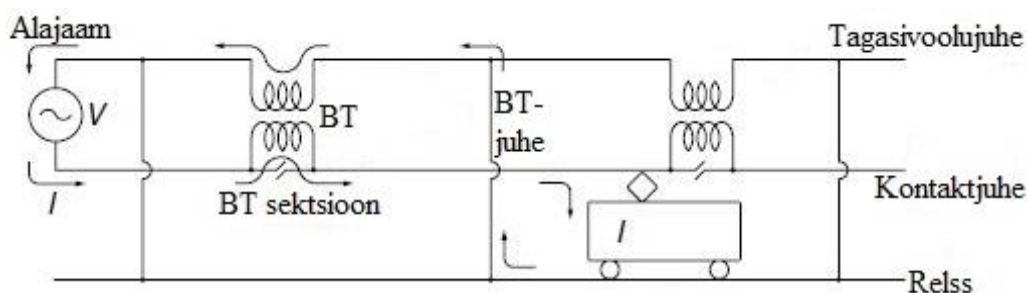 Alajaam
Tagasivoolujuhe
V
BT
BT-
juhe
I
BT sektsioon
I
Kontaktjuhe
Relss